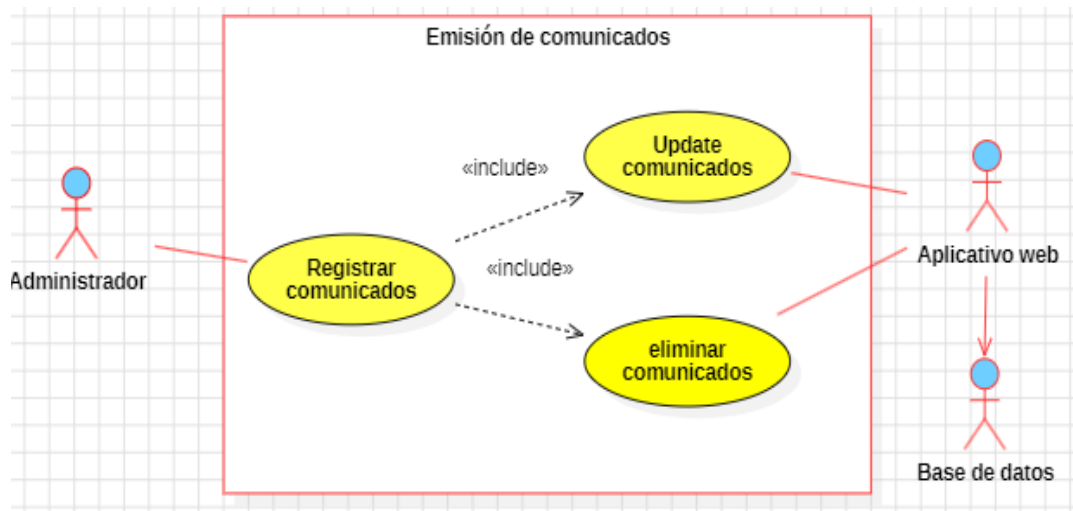 Emisión de comunicados
Update
comunicados
«include»
Registrar
comunicados
«include»
eliminar
comunicados
Administrador
Aplicativo web
Base de datos